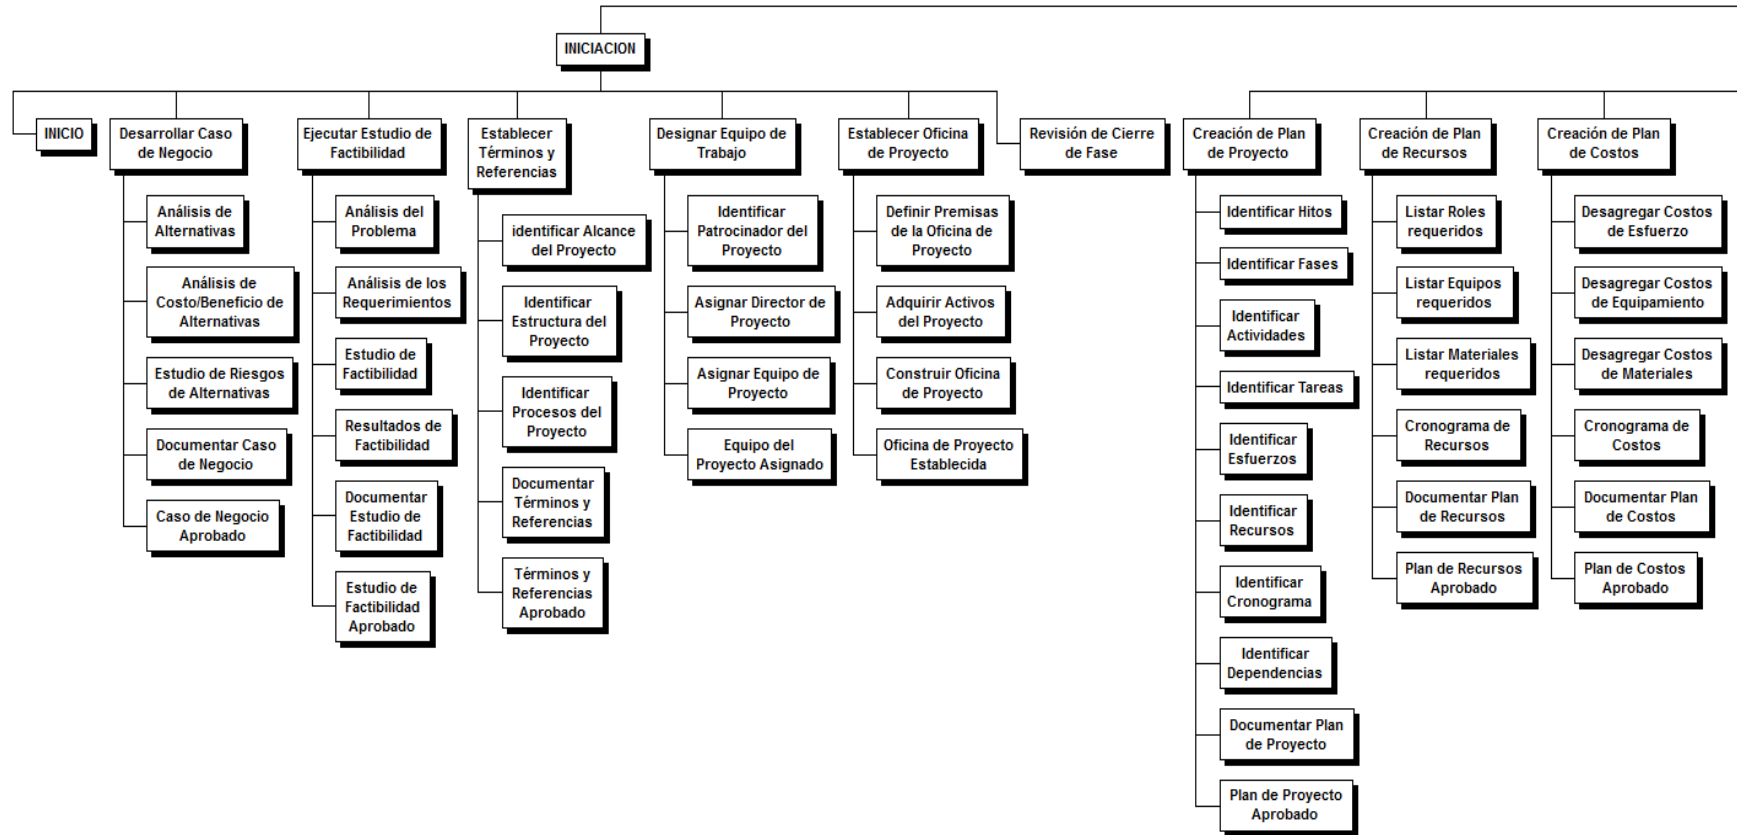 INICIACION
INICIO
Desarrollar Caso
de Negocio
Análisis de
Alternativas
Análisis de
Costo/Beneficio de
Alternativas
Estudio de Riesgos
de Alternativas
Documentar Caso
de Negocio
Caso de Negocio
Aprobado
Ejecutar Estudio de
Factibilidad
Análisis del
Problema
Análisis de los
Requerimientos
Estudio de
Factibilidad
Resultados de
Factibilidad
Documentar
Estudio de
Factibilidad
Estudio de
Factibilidad
Aprobado
Establecer
Términos y
Referencias
identificar Alcance
del Proyecto
Identificar
Estructura del
Proyecto
Identificar
Procesos del
Proyecto
Documentar
Términos y
Referencias
Términos y
Referencias
Aprobado
Designar Equipo de
Trabajo
Identificar
Patrocinador del
Proyecto
Asignar Director de
Proyecto
Asignar Equipo de
Proyecto
Equipo del
Proyecto Asignado
Establecer Oficina
de Proyecto
Definir Premisas
de la Oficina de
Proyecto
Adquirir Activos
del Proyecto
Construir Oficina
de Proyecto
Oficina de Proyecto
Establecida
Revisión de Cierre
de Fase
Creación de Plan
de Proyecto
Identificar Hitos
Identificar Fases
Identificar
Actividades
Identificar Tareas
Identificar
Esfuerzos
Identificar
Recursos
Identificar
Cronograma
Identificar
Dependencias
Documentar Plan
de Proyecto
Plan de Proyecto
Aprobado
Creación de Plan
de Recursos
Listar Roles
requeridos
Listar Equipos
requeridos
Listar Materiales
requeridos
Cronograma de
Recursos
Documentar Plan
de Recursos
Plan de Recursos
Aprobado
Creación de Plan
de Costos
Desagregar Costos
de Esfuerzo
Desagregar Costos
de Equipamiento
Desagregar Costos
de Materiales
Cronograma de
Costos
Documentar Plan
de Costos
Plan de Costos
Aprobado